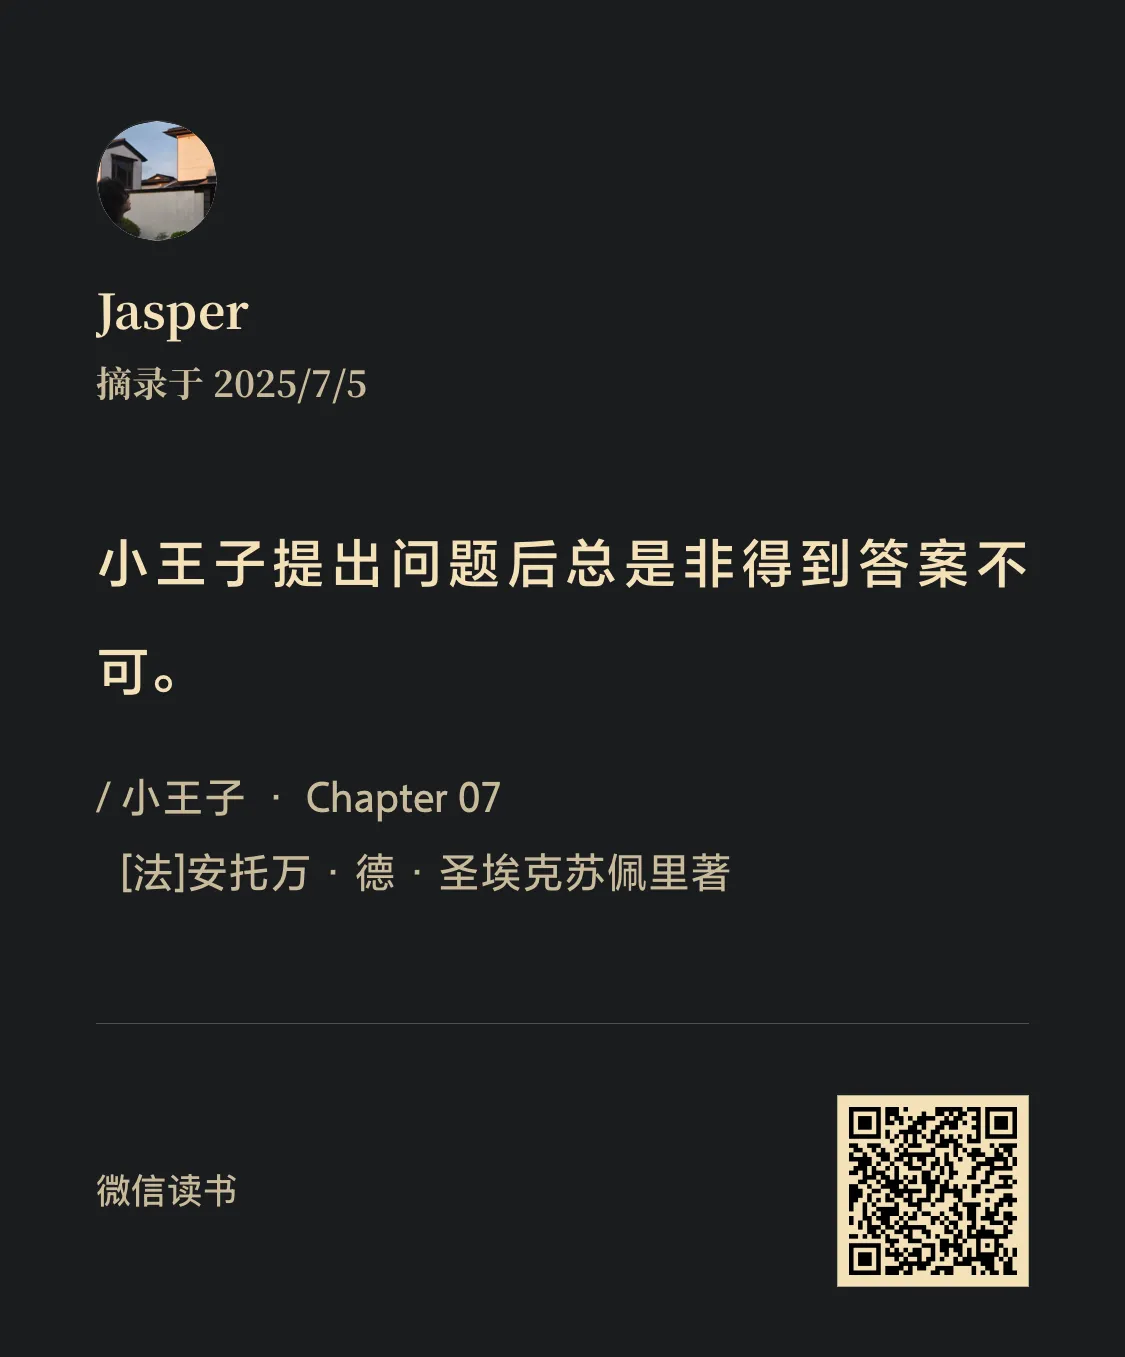 Jasper
摘录于 2025/7/5
小王子提出问题后总是非得到答案不
可。
/ 小王子 · Chapter 07
[法]安托万 · 德 · 圣埃克苏佩里著
微信读书